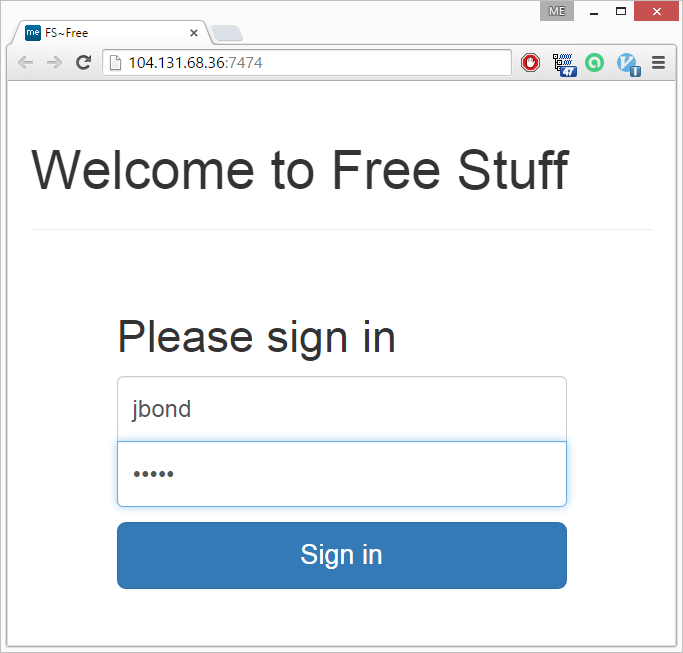 ME
me FS~Free
104.131.68.36:7474
47
Welcome to Free Stuff
Please sign in
jbond
•••••
Sign in